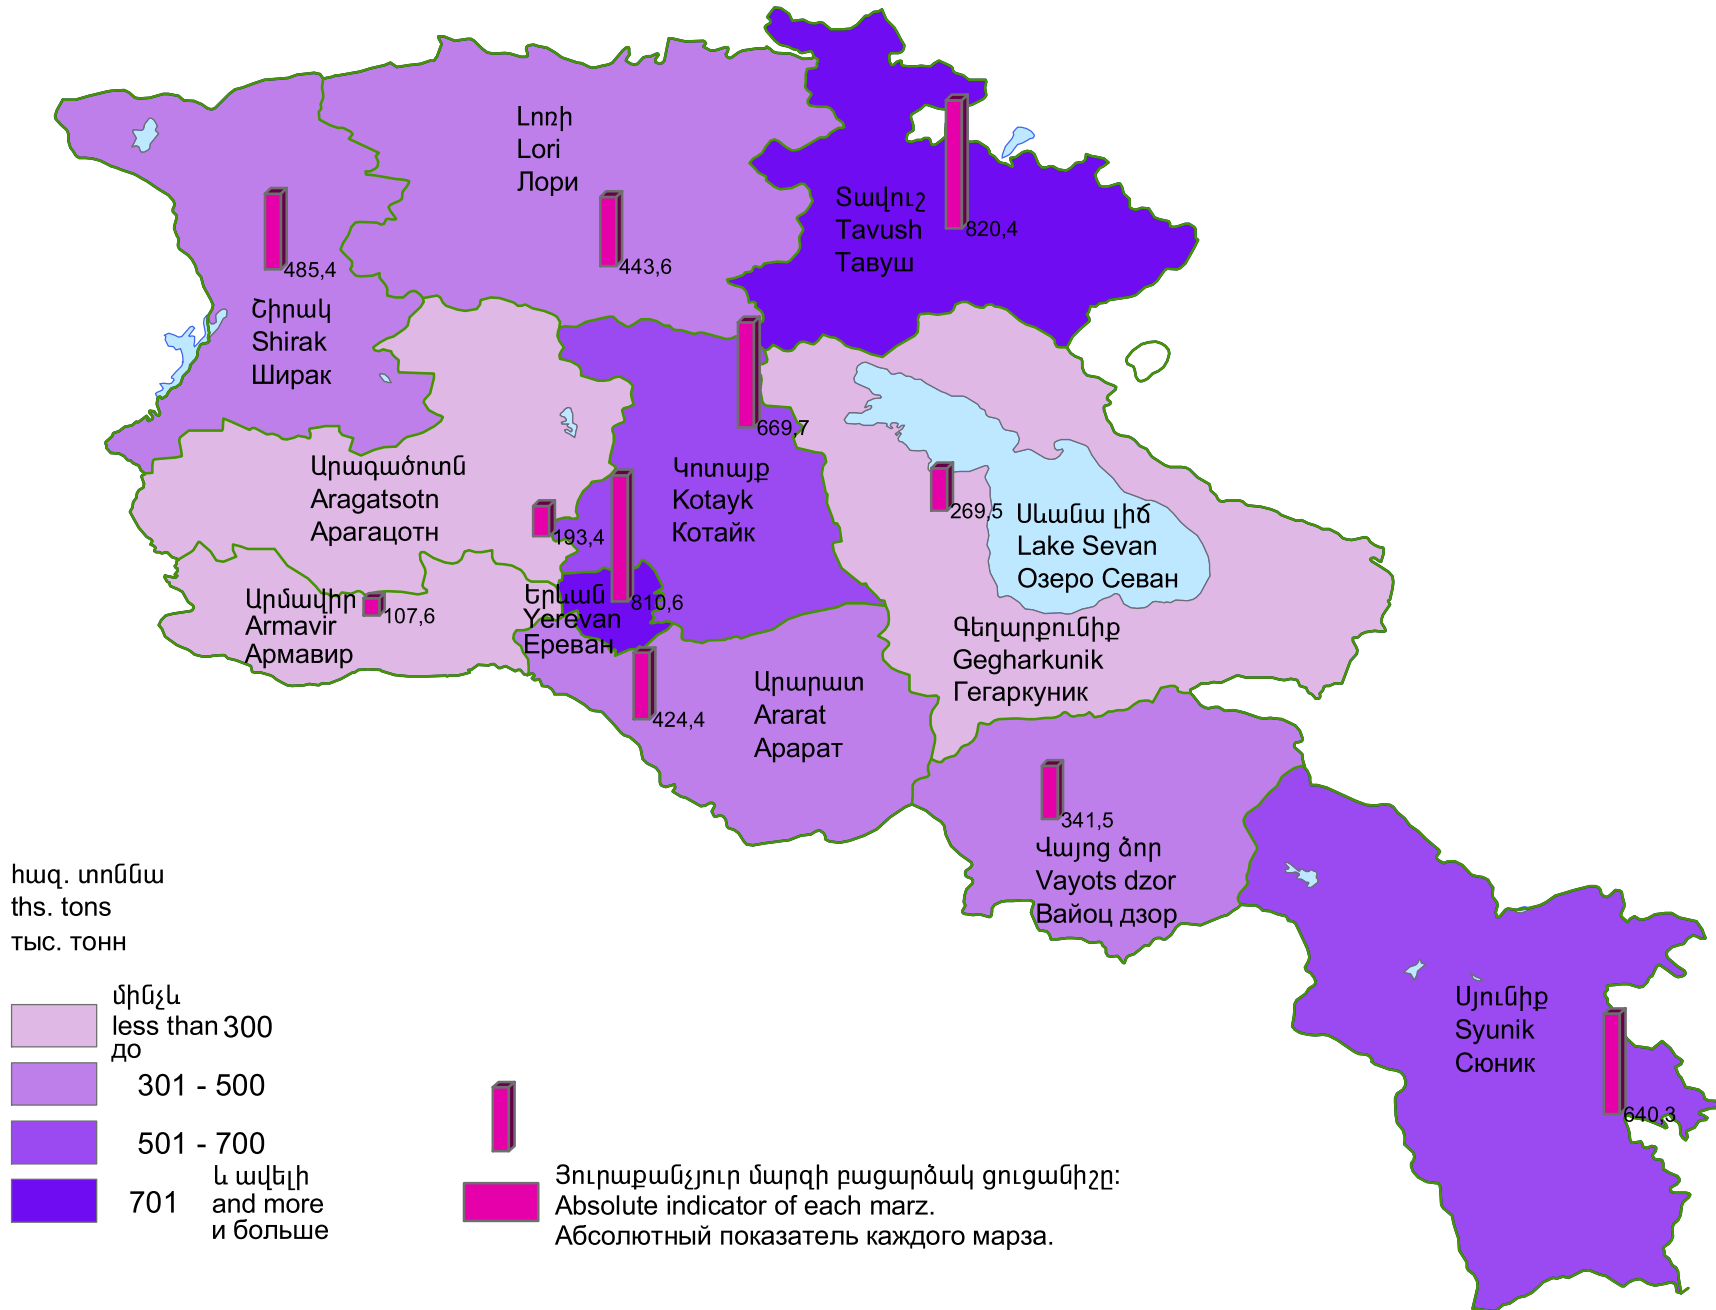 Լոռի
Lori
Лори
443,6
Տավուշ
Tavush
Тавуш
820,4
485,4
Շիրակ
Shirak
Ширак
669,7
Կոտայք
Kotayk
Котайк
Արագածոտն
Aragatsotn
Арагацотн
193,4
269,5
Սևանա լիճ
Lake Sevan
Озеро Севан
Արմավիր
Armavir
Армавир
107,6
Երևան
Yerevan
Ереван
810,6
Գեղարքունիք
Gegharkunik
Гегаркуник
424,4
Արարատ
Ararat
Арарат
341,5
Վայոց ձոր
Vayots dzor
Вайоц дзор
Սյունիք
Syunik
Сюник
640,3
հազ. տոննա
ths. tons
тыс. тонн
մինչև
less than 300
до
301 - 500
501 - 700
և ավելի
701 and more
и больше
Յուրաքանչյուր մարզի բացարձակ ցուցանիշը:
Absolute indicator of each marz.
Абсолютный показатель каждого марза.